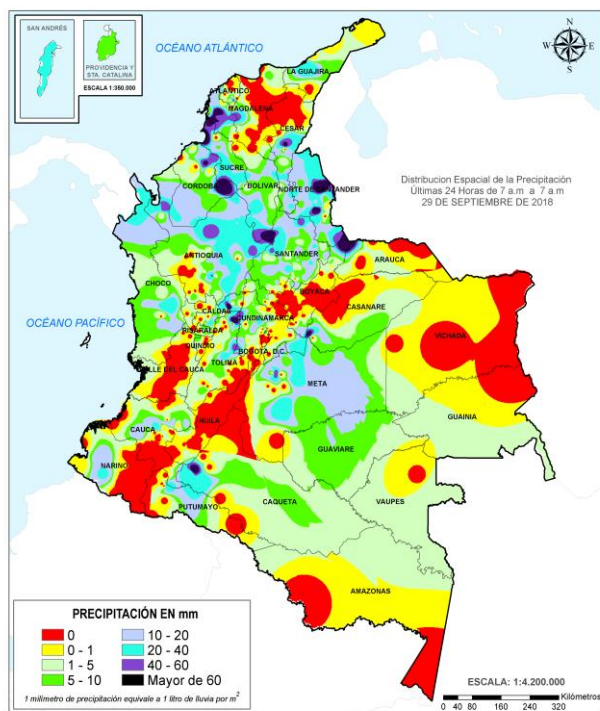 SAN ANDRÉS
PROVIDENCIA Y
STA. CATALINA
ESCALA 1:350.000
OCÉANO ATLÁNTICO
N
W E
S
LA GUAJIRA
ATLANTICO
MAGDALENA
CESAR
Distribucion Espacial de la Precipitación
Últimas 24 Horas de 7 a.m a 7 a.m
29 DE SEPTIEMBRE DE 2018
SUCRE
CORDOBA
BOLIVAR
NORTE DE SANTANDER
ANTIOQUIA
SANTANDER
ARAUCA
CHOCO
BOYACA
CASANARE
OCÉANO PACÍFICO
CALDAS
CUNDINAMARCA
RISARALDA
VICHADA
QUINDIO
BOGOTA, D.C.
TOLIMA
VALLE DEL CAUCA
META
GUAINIA
CAUCA
HUILA
GUAVIARE
NARIÑO
CAQUETA
VAUPES
PUTUMAYO
AMAZONAS
PRECIPITACIÓN EN mm
0
0 - 1
1 - 5
5 - 10
10 - 20
20 - 40
40 - 60
Mayor de 60
1 milímetro de precipitación equivale a 1 litro de lluvia por m2
ESCALA: 1:4.200.000
Kilómetros
0 40 80 160 240 320